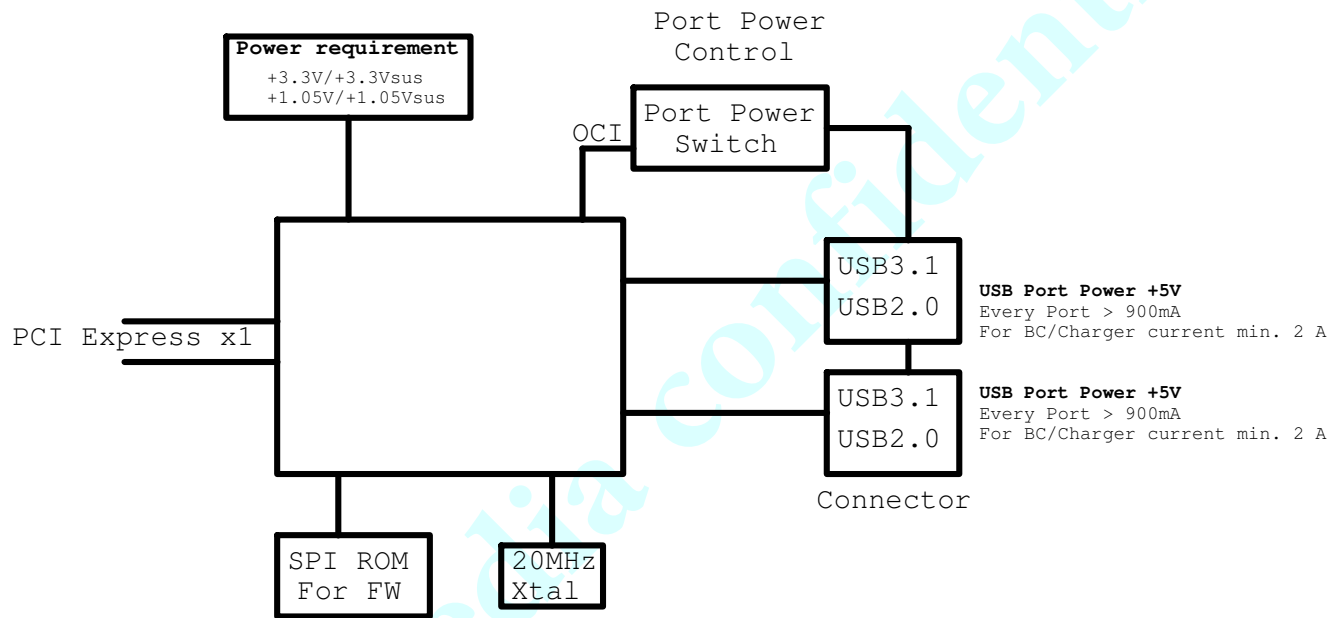 Port Power
Control
Power requirement
+3.3V/+3.3Vsus
+1.05V/+1.05Vsus
OCI
Port Power
Switch
USB3.1
USB2.0
USB Port Power +5V
Every Port > 900mA
For BC/Charger current min. 2 A
PCI Express x1
USB3.1
USB2.0
USB Port Power +5V
Every Port > 900mA
For BC/Charger current min. 2 A
Connector
SPI ROM
For FW
20MHz
Xtal